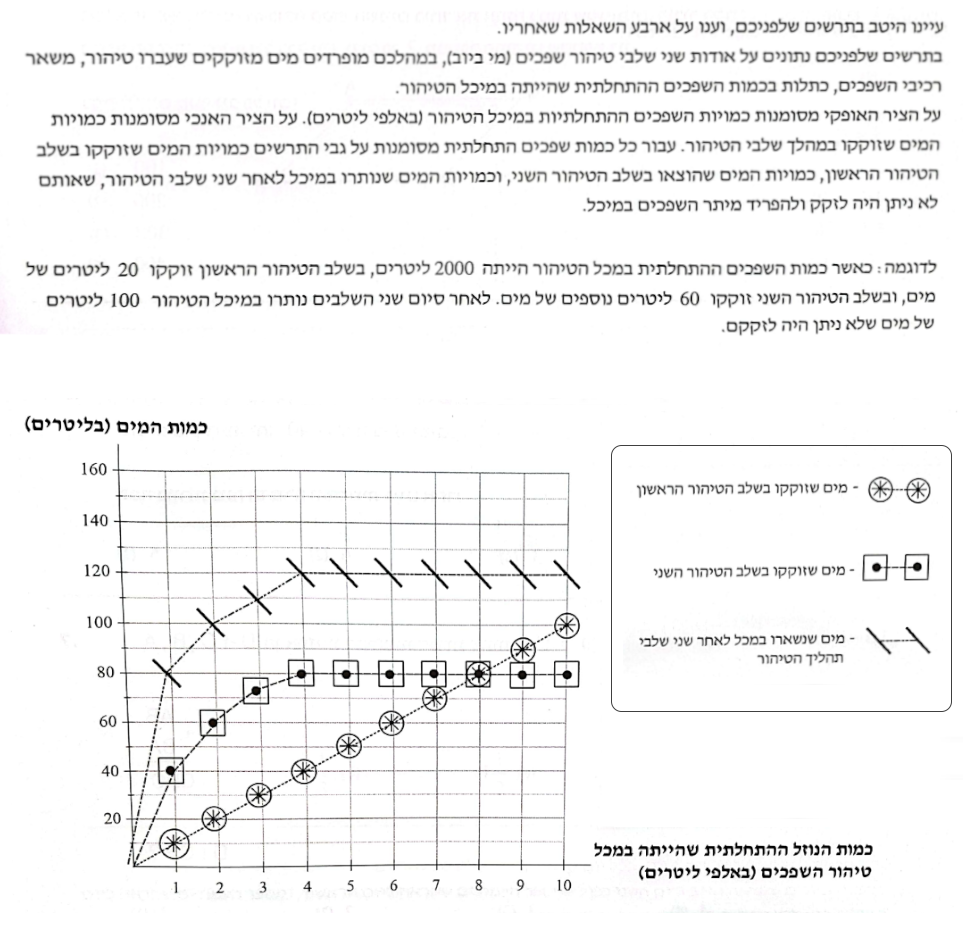 עיינו היטב בתרשים שלפניכם, וענו על ארבע השאלות שאחריו.
בתרשים שלפניכם נתונים על אודות שני שלבי טיהור שפכים (מי ביוב), במהלכם מופרדים מים מזוקקים שעברו טיהור, משאר
רכיבי השפכים, כתלות בכמות השפכים ההתחלתית שהייתה במיכל הטיהור.
על הציר האופקי מסומנות כמויות השפכים ההתחלתיות במיכל הטיהור (באלפי ליטרים). על הציר האנכי מסומנות כמויות
המים שזוקקו במהלך שלבי הטיהור. עבור כל כמות שפכים התחלתית מסומנות על גבי התרשים כמויות המים שזוקקו בשלב
הטיהור הראשון, כמויות המים שהוצאו בשלב הטיהור השני, וכמויות המים שנותרו במיכל לאחר שני שלבי הטיהור, שאותם
לא ניתן היה לזקק ולהפריד מיתר השפכים במיכל.
לדוגמה: כאשר כמות השפכים ההתחלתית במכל הטיהור הייתה 2000 ליטרים, בשלב הטיהור הראשון זוקקו 20 ליטרים של
מים, ובשלב הטיהור השני זוקקו 60 ליטרים נוספים של מים. לאחר סיום שני השלבים נותרו במיכל הטיהור 100 ליטרים
של מים שלא ניתן היה לזקקם.
כמות המים (בליטרים)
160
140
120
100
80
60
40
20
1 2 3 4 5 6 7 8 9 10
כמות הנוזל ההתחלתית שהייתה במכל
טיהור השפכים (באלפי ליטרים)
- מים שזוקקו בשלב הטיהור הראשון
- מים שזוקקו בשלב הטיהור השני
- מים שנשארו במכל לאחר שני שלבי
תהליך הטיהור